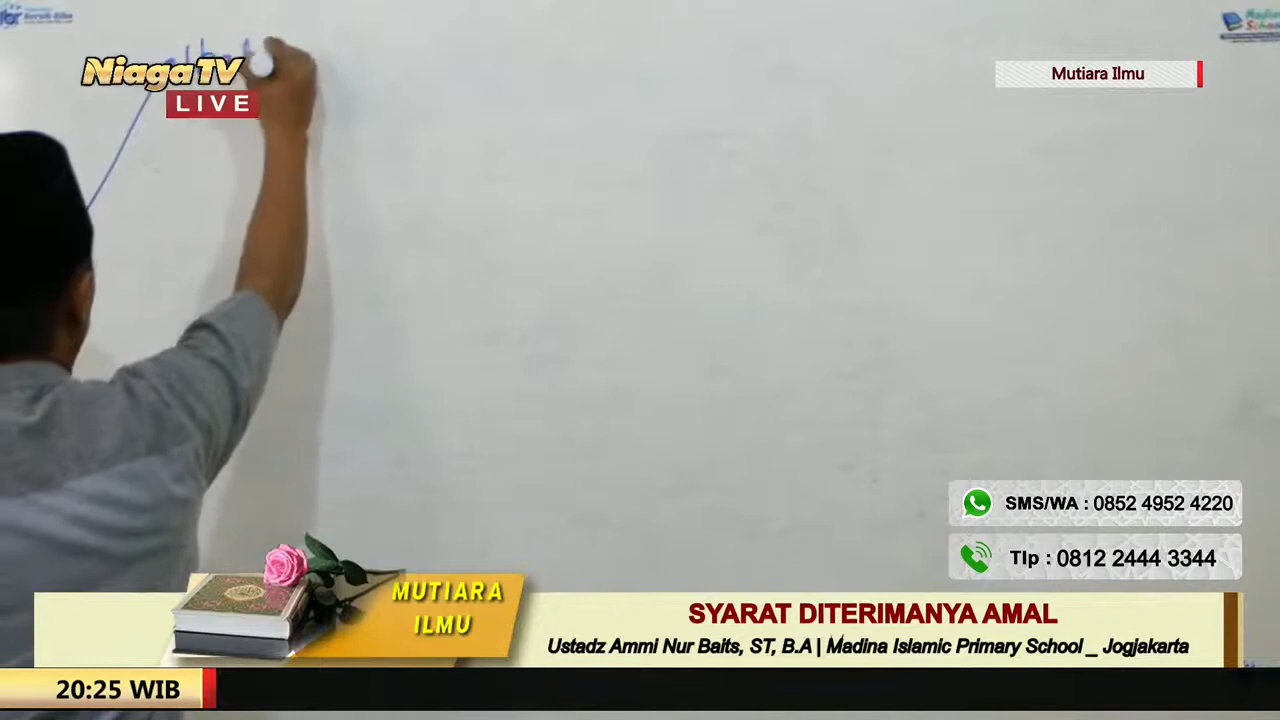 NiagaTV
LIVE
Mutiara Ilmu
SMS/WA : 0852 4952 4220
Tlp : 0812 2444 3344
MUTIARA
ILMU
SYARAT DITERIMANYA AMAL
Ustadz Ammi Nur Baits, ST, B.A | Madina Islamic Primary School _ Jogjakarta
20:25 WIB